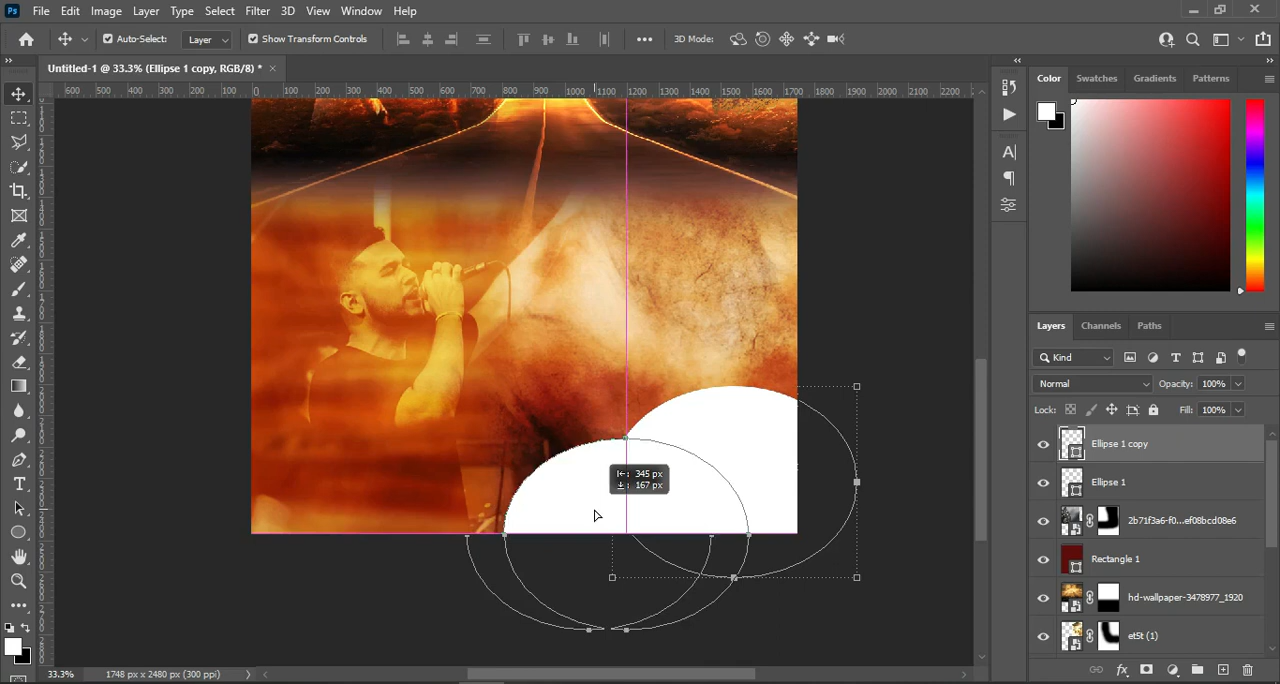 Ps File Edit Image Layer Type Select Filter 3D View Window Help
Auto-Select: Layer Show Transform Controls 3D Mode:
Untitled-1 @ 33.3% (Ellipse 1 copy, RGB/8) *
600 500 400 300 200 100 0 100 200 300 400 500 600 700 800 900 1000 1100 1200 1300 1400 1500 1600 1700 1800 1900 2000 2100 2200
Color Swatches Gradients Patterns
345 px
167 px
Layers Channels Paths
Kind
Normal Opacity: 100%
Lock: Fill: 100%
Ellipse 1 copy
Ellipse 1
2b71f3a6-f0...ef08bcd08e6
Rectangle 1
hd-wallpaper-3478977_1920
et5t (1)
33.3% 1748 px x 2480 px (300 ppi)